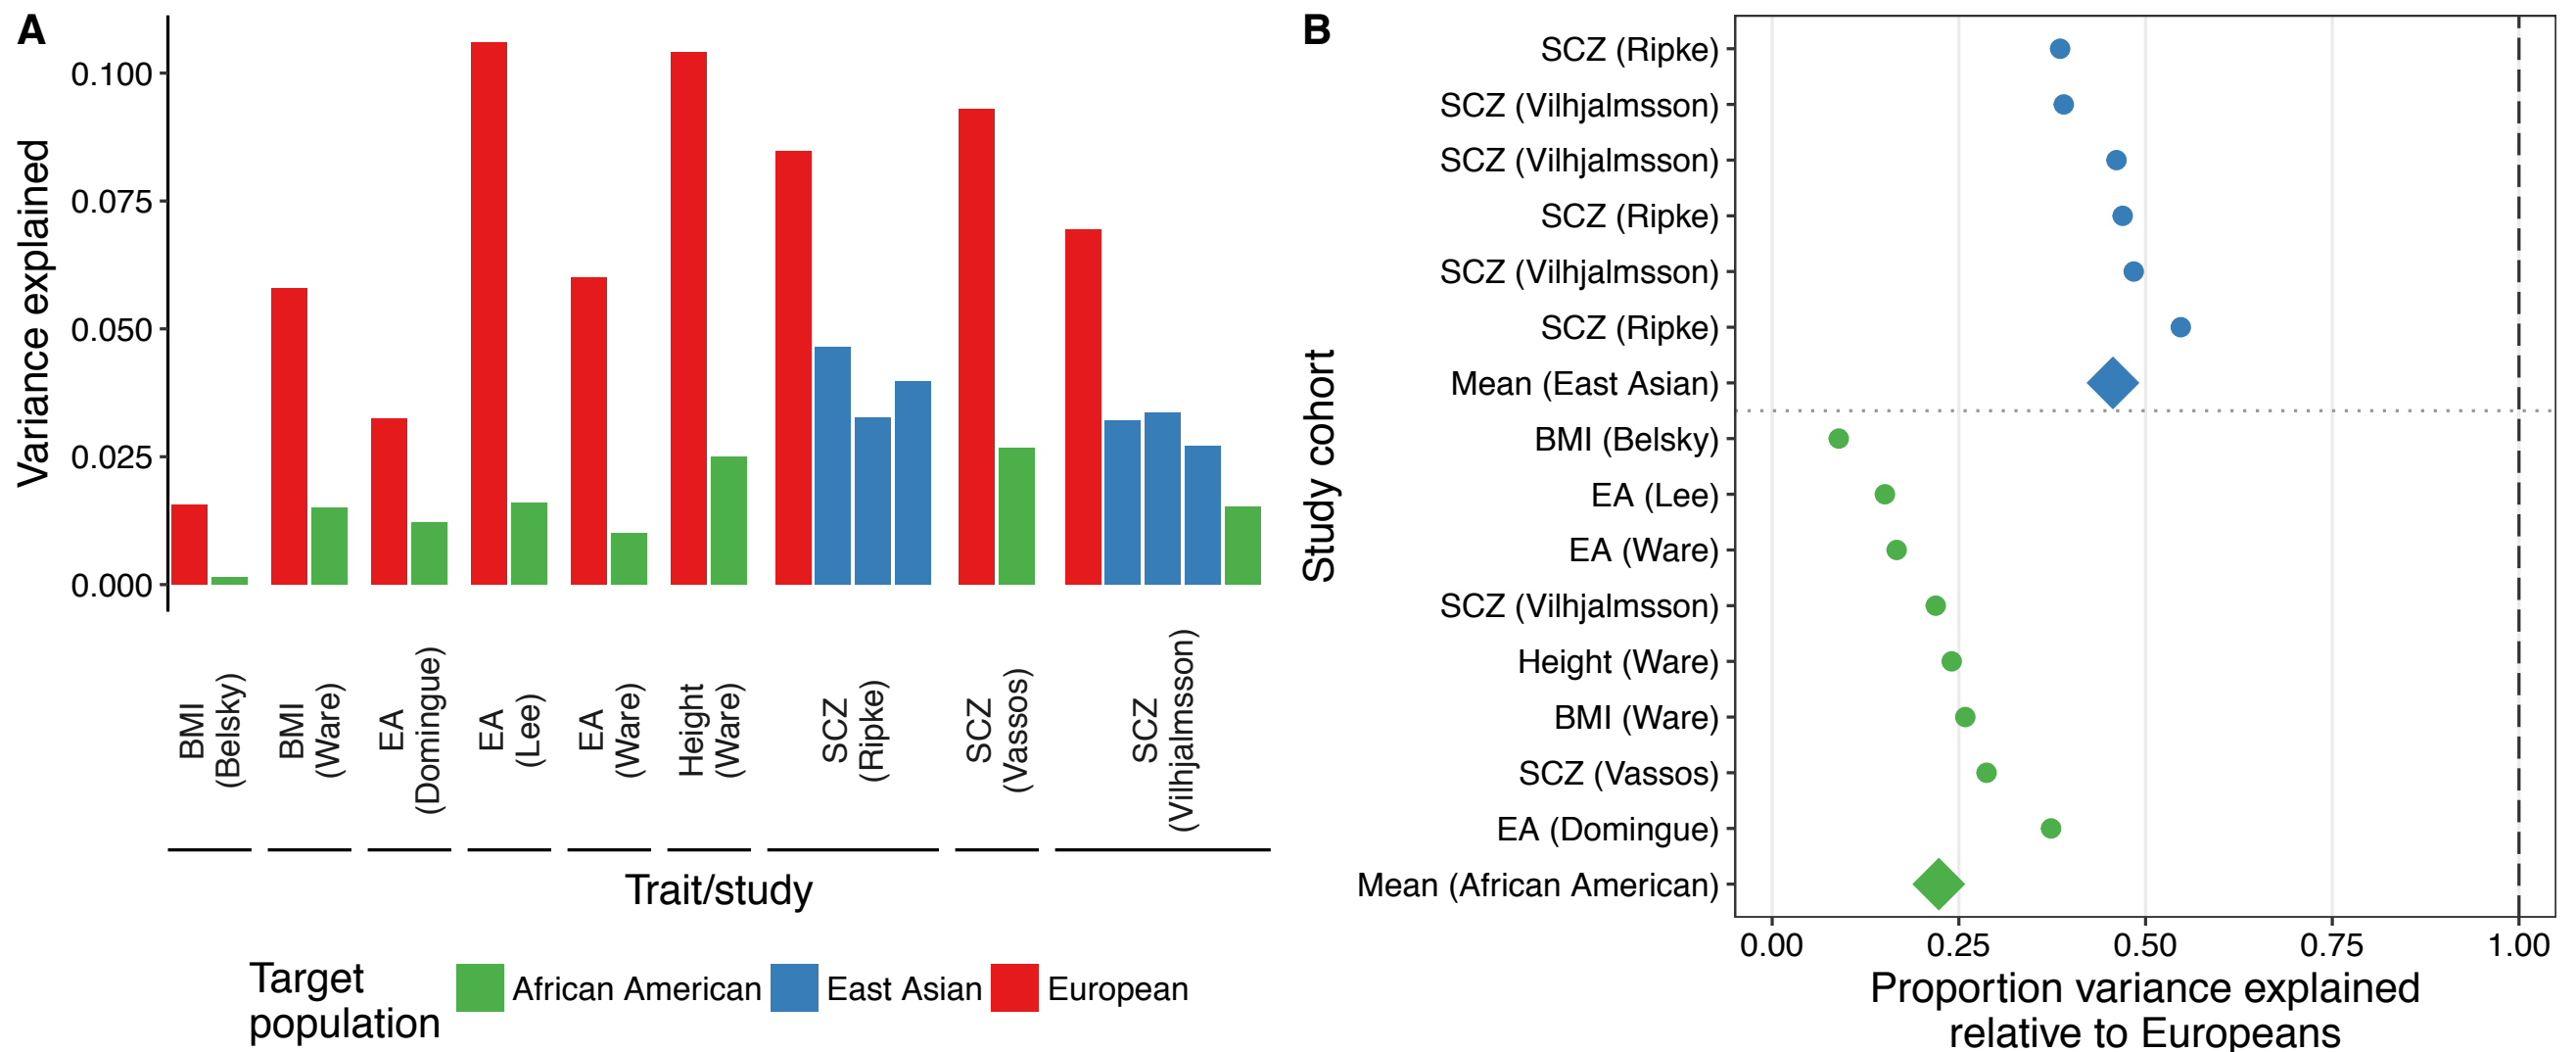 A
Variance explained
0.100
0.075
0.050
0.025
0.000
BMI
(Belsky)
BMI
(Ware)
EA
(Domingue)
EA
(Lee)
EA
(Ware)
Height
(Ware)
SCZ
(Ripke)
SCZ
(Vassos)
SCZ
(Vilhjalmsson)
Trait/study
Target
population
African American
East Asian
European
B
Study cohort
SCZ (Ripke)
SCZ (Vilhjalmsson)
SCZ (Vilhjalmsson)
SCZ (Ripke)
SCZ (Vilhjalmsson)
SCZ (Ripke)
Mean (East Asian)
BMI (Belsky)
EA (Lee)
EA (Ware)
SCZ (Vilhjalmsson)
Height (Ware)
BMI (Ware)
SCZ (Vassos)
EA (Domingue)
Mean (African American)
0.00
0.25
0.50
0.75
1.00
Proportion variance explained
relative to Europeans